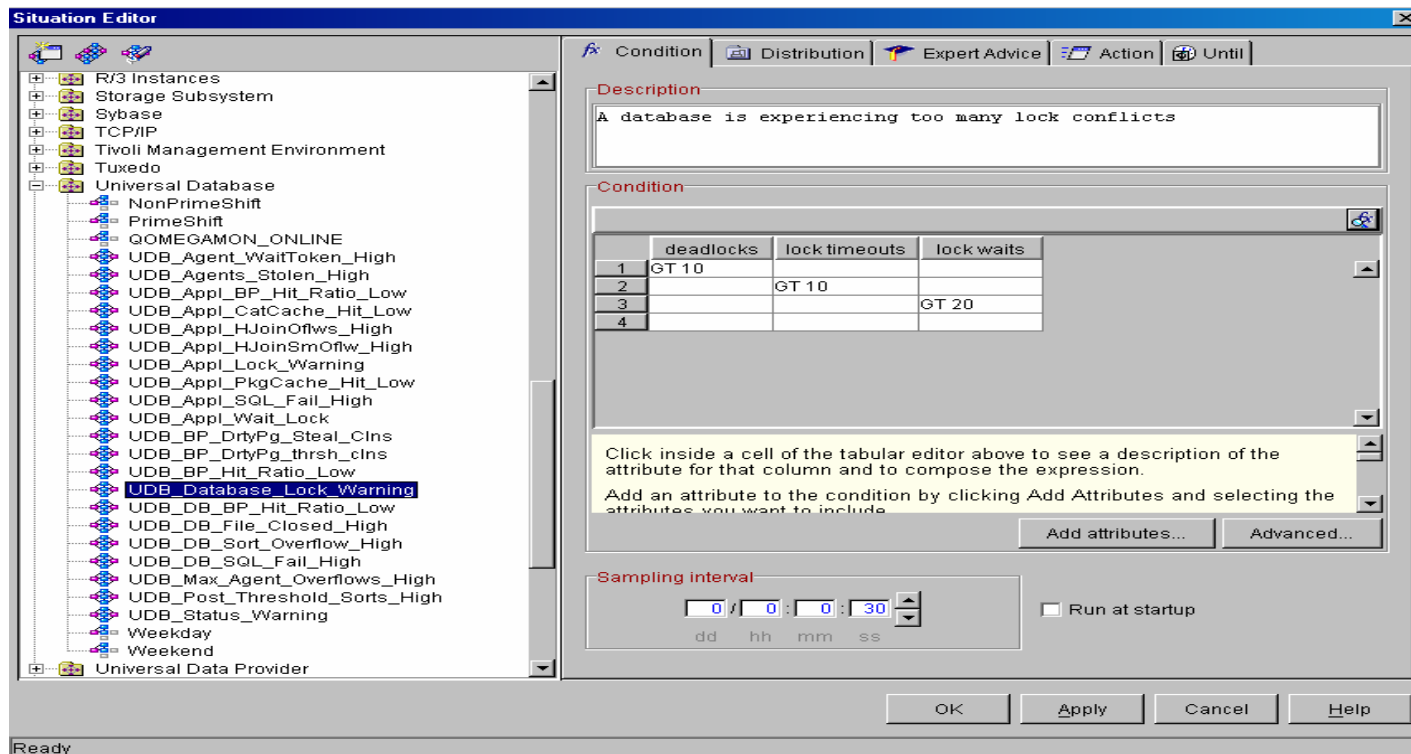 Situation Editor
R/3 Instances
Storage Subsystem
Sybase
TCP/IP
Tivoli Management Environment
Tuxedo
Universal Database
NonPrimeShift
PrimeShift
QOMEGAMON_ONLINE
UDB_Agent_WaitToken_High
UDB_Agents_Stolen_High
UDB_Appl_BP_Hit_Ratio_Low
UDB_Appl_CatCache_Hit_Low
UDB_Appl_HJoinOflws_High
UDB_Appl_HJoinSmOflw_High
UDB_Appl_Lock_Warning
UDB_Appl_PkgCache_Hit_Low
UDB_Appl_SQL_Fail_High
UDB_Appl_Wait_Lock
UDB_BP_DrtyPg_Steal_Clns
UDB_BP_DrtyPg_thrsh_clns
UDB_BP_Hit_Ratio_Low
UDB_Database_Lock_Warning
UDB_DB_BP_Hit_Ratio_Low
UDB_DB_File_Closed_High
UDB_DB_Sort_Overflow_High
UDB_DB_SQL_Fail_High
UDB_Max_Agent_Overflows_High
UDB_Post_Threshold_Sorts_High
UDB_Status_Warning
Weekday
Weekend
Universal Data Provider
Condition Distribution Expert Advice Action Until
Description
A database is experiencing too many lock conflicts
Condition
deadlocks lock timeouts lock waits
1 GT 10
2 GT 10
3 GT 20
4
Click inside a cell of the tabular editor above to see a description of the
attribute for that column and to compose the expression.
Add an attribute to the condition by clicking Add Attributes and selecting the
attributes you want to include
Add attributes... Advanced...
Sampling interval
0 / 0 : 0 : 30
dd hh mm ss
Run at startup
OK Apply Cancel Help
Ready